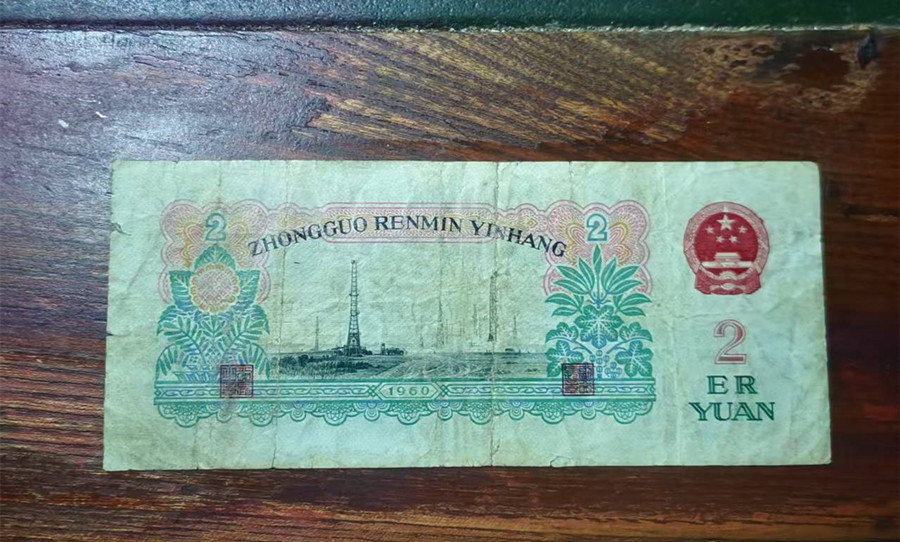 2
2
ZHONGGUO RENMIN YINHANG
2
ER
YUAN
1960